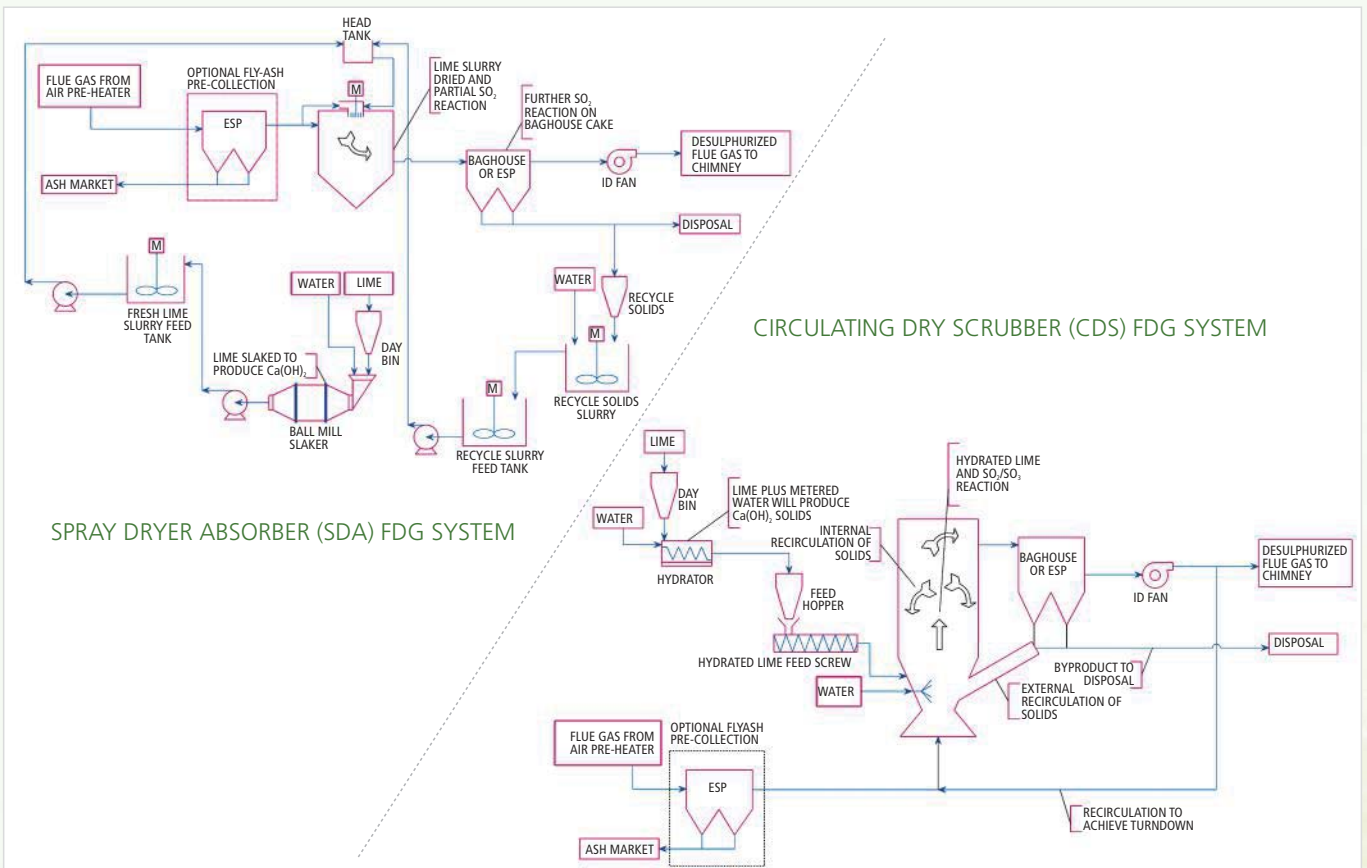 HEAD
TANK
FLUE GAS FROM
AIR PRE-HEATER
OPTIONAL FLY-ASH
PRE-COLLECTION
ESP
M
LIME SLURRY
DRIED AND
PARTIAL SO₂
REACTION
FURTHER SO₂
REACTION ON
BAGHOUSE CAKE
BAGHOUSE
OR ESP
ID FAN
DESULPHURIZED
FLUE GAS TO
CHIMNEY
ASH MARKET
DISPOSAL
M
FRESH LIME
SLURRY FEED
TANK
WATER
LIME
DAY
BIN
LIME SLAKED TO
PRODUCE Ca(OH)₂
BALL MILL
SLAKER
WATER
RECYCLE
SOLIDS
M
RECYCLE SOLIDS
SLURRY
M
RECYCLE SLURRY
FEED TANK
SPRAY DRYER ABSORBER (SDA) FDG SYSTEM
CIRCULATING DRY SCRUBBER (CDS) FDG SYSTEM
LIME
DAY
BIN
WATER
LIME PLUS METERED
WATER WILL PRODUCE
Ca(OH)₂ SOLIDS
HYDRATOR
FEED
HOPPER
HYDRATED LIME FEED SCREW
WATER
INTERNAL
RECIRCULATION OF
SOLIDS
HYDRATED LIME
AND SO₂/SO₃
REACTION
BAGHOUSE
OR ESP
ID FAN
DESULPHURIZED
FLUE GAS TO
CHIMNEY
DISPOSAL
BYPRODUCT TO
DISPOSAL
EXTERNAL
RECIRCULATION OF
SOLIDS
FLUE GAS FROM
AIR PRE-HEATER
OPTIONAL FLYASH
PRE-COLLECTION
ESP
ASH MARKET
RECIRCULATION TO
ACHIEVE TURNDOWN